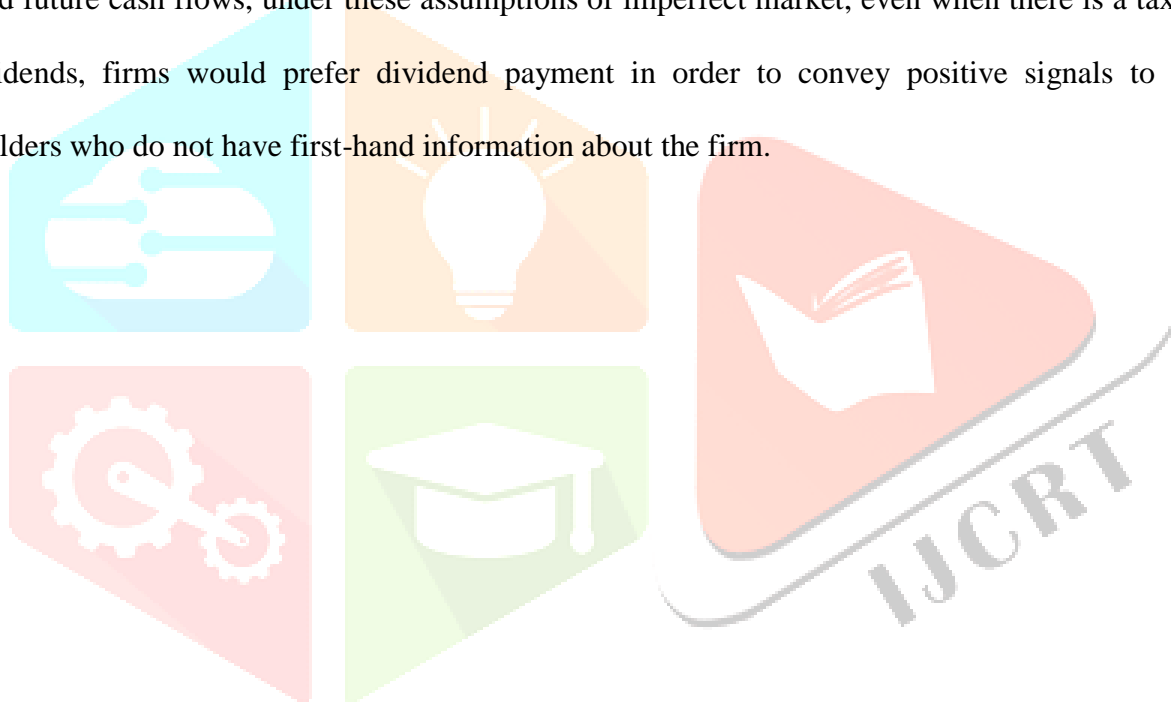 future cash flows, under these assumptions of imperfect market, even when there is a tax
idends, firms would prefer dividend payment in order to convey positive signals to
lders who do not have first-hand information about the firm.
IJCRT